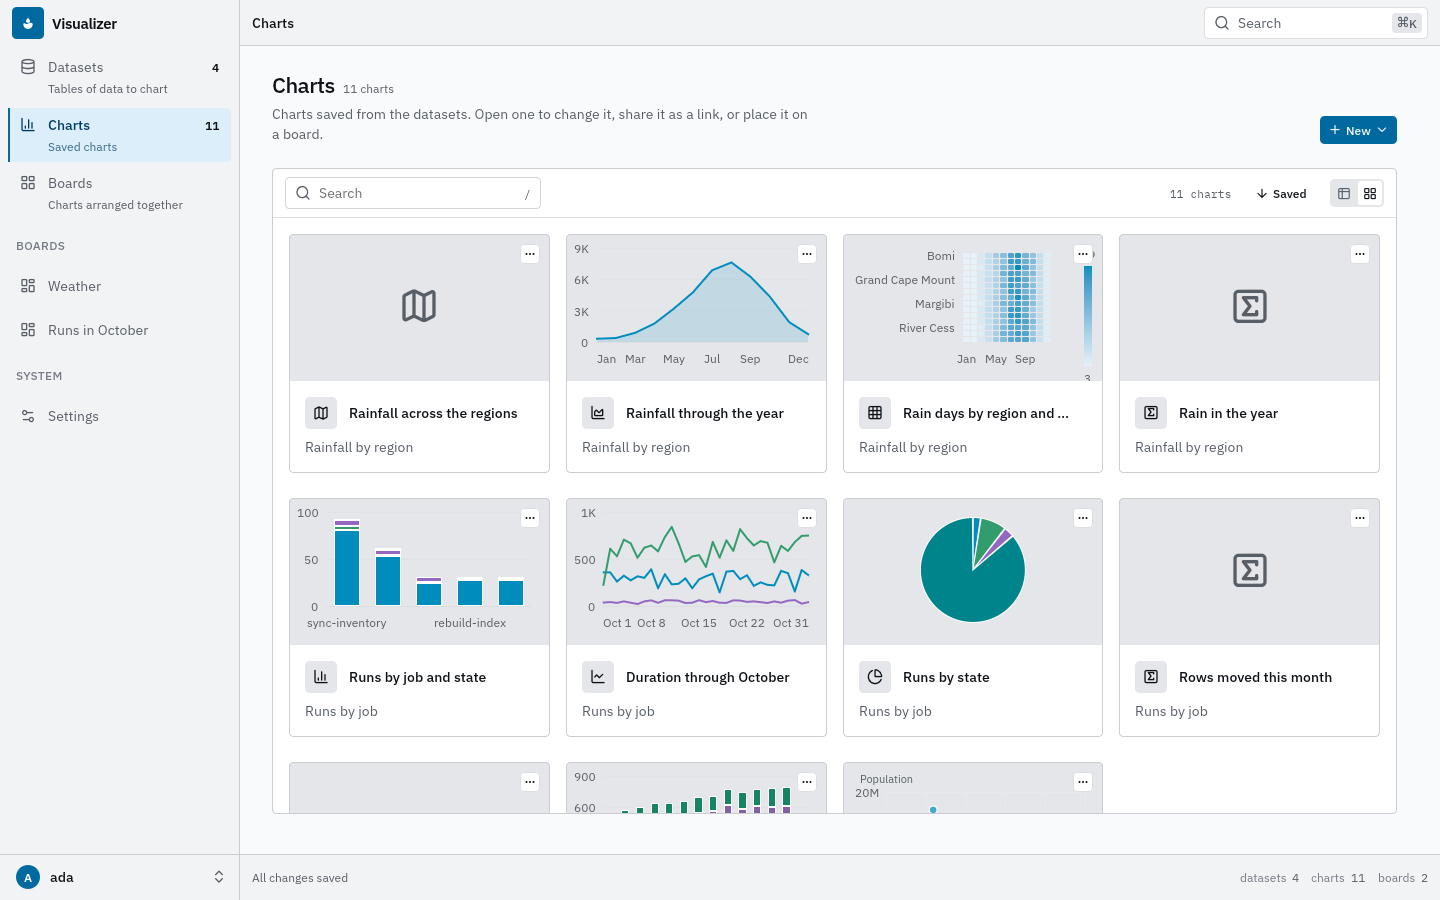 Visualizer
Charts
Search
⌘K
Datasets
4
Tables of data to chart
Charts
11
Saved charts
Boards
Charts arranged together
BOARDS
Weather
Runs in October
SYSTEM
Settings
Charts
11 charts
Charts saved from the datasets. Open one to change it, share it as a link, or place it on
a board.
New
Search
/
11 charts
Saved
Rainfall across the regions
Rainfall by region
9K
6K
3K
0
Jan Mar May Jul Sep Dec
Rainfall through the year
Rainfall by region
Bomi
Grand Cape Mount
Margibi
River Cess
Jan May Sep
3
Rain days by region and ...
Rainfall by region
Rain in the year
Rainfall by region
100
50
0
sync-inventory rebuild-index
Runs by job and state
Runs by job
1K
500
0
Oct 1 Oct 8 Oct 15 Oct 22 Oct 31
Duration through October
Runs by job
Runs by state
Runs by job
Rows moved this month
Runs by job
900
600
Population
20M
A
ada
All changes saved
datasets 4 charts 11 boards 2